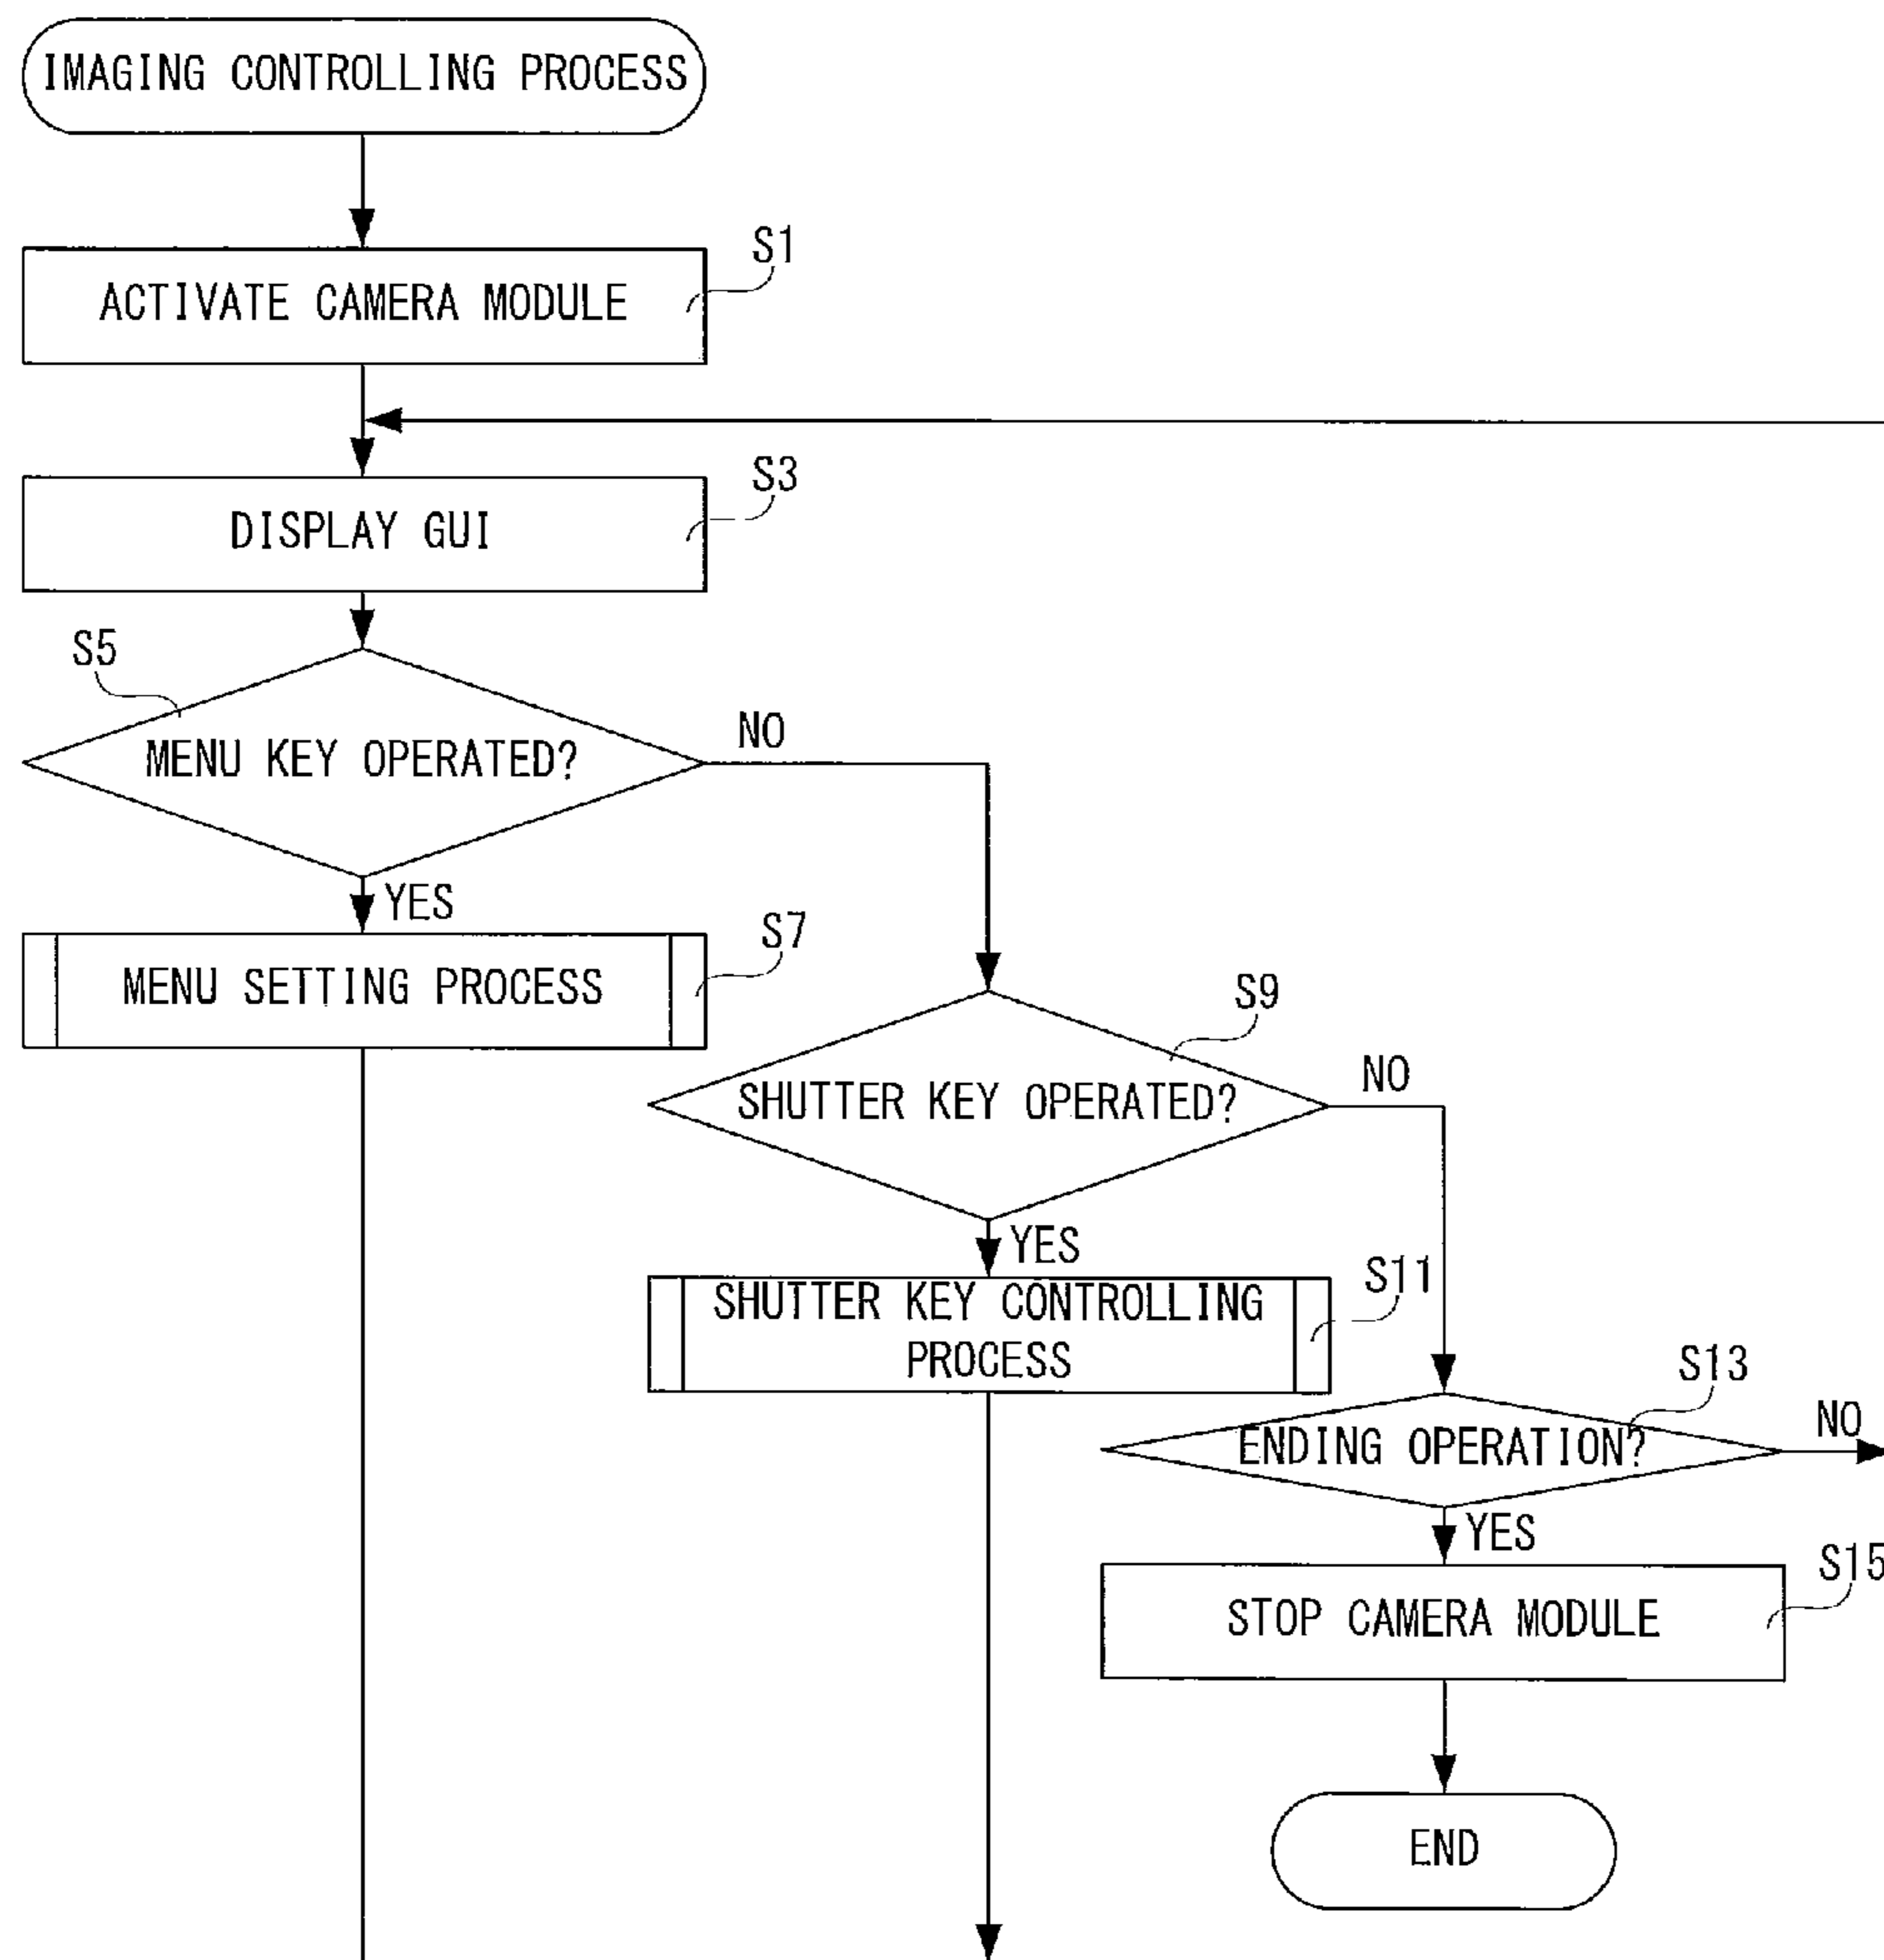 IMAGING CONTROLLING PROCESS
S1
ACTIVATE CAMERA MODULE
S3
DISPLAY GUI
S5
MENU KEY OPERATED?
NO
YES
S7
MENU SETTING PROCESS
S9
SHUTTER KEY OPERATED?
NO
YES
S11
SHUTTER KEY CONTROLLING
PROCESS
S13
ENDING OPERATION?
NO
YES
S15
STOP CAMERA MODULE
END